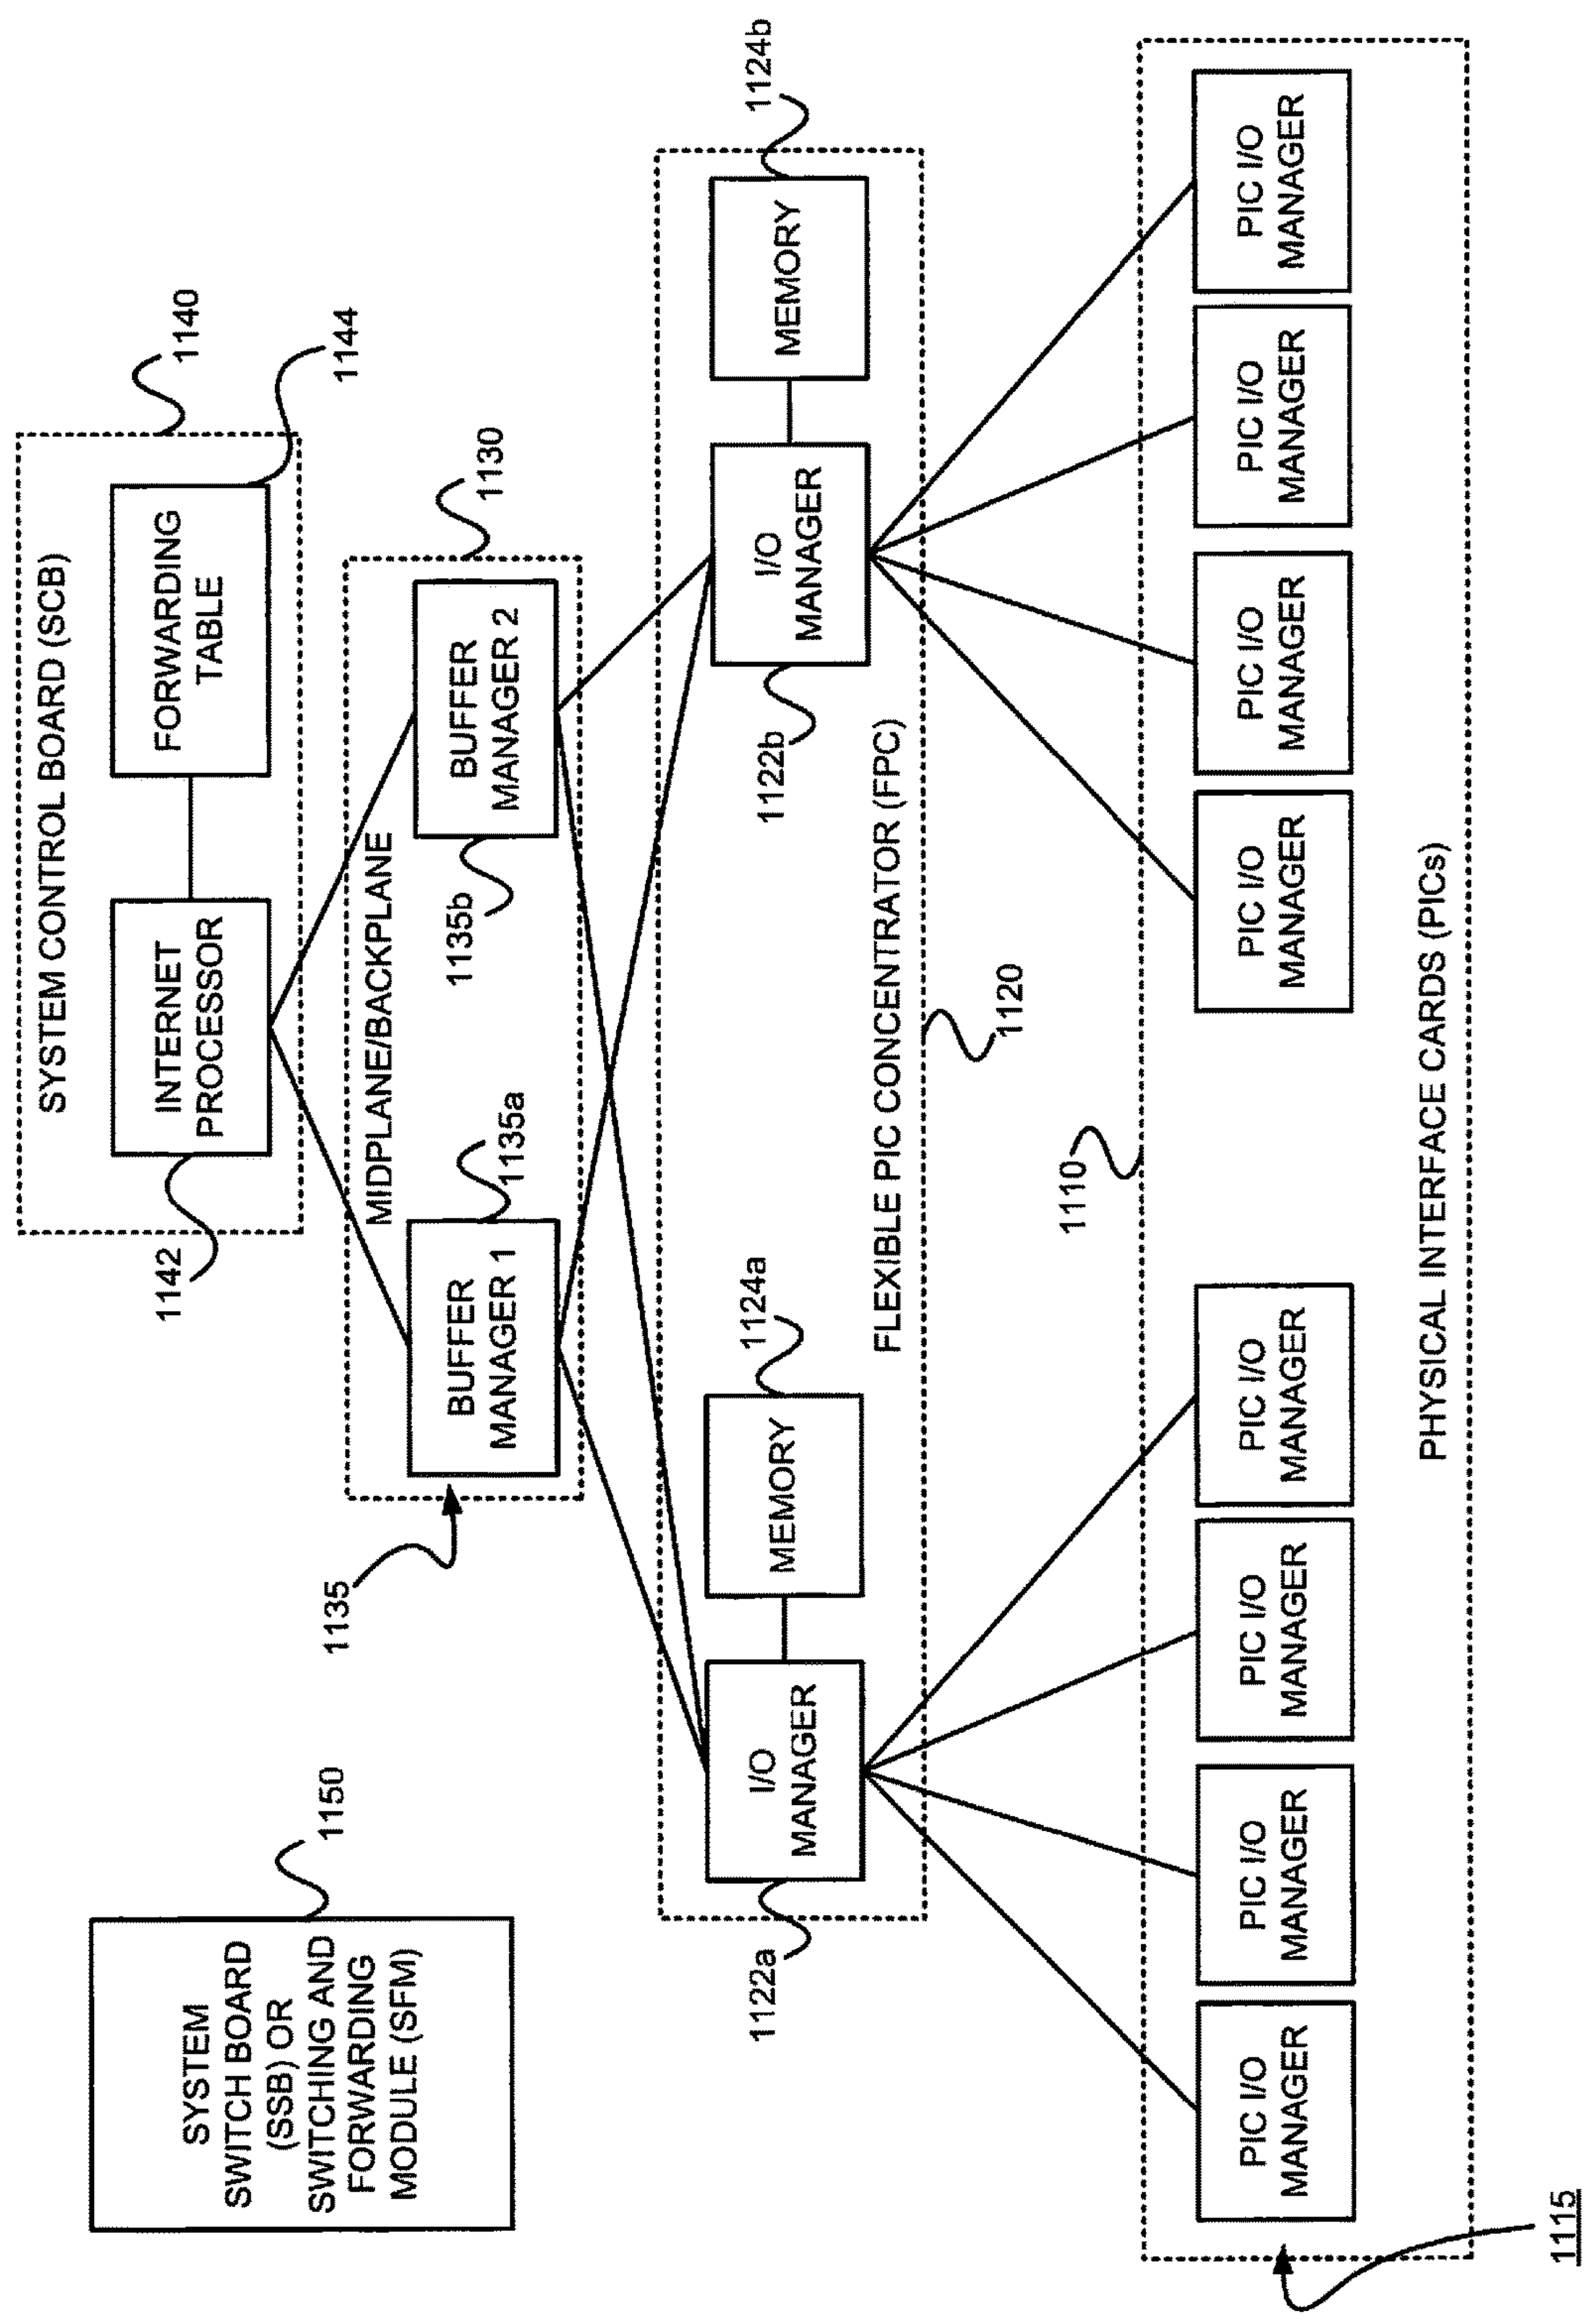 SYSTEM
SWITCH BOARD
(SSB) OR
SWITCHING AND
FORWARDING
MODULE (SFM)
1150
SYSTEM CONTROL BOARD (SCB)
1140
INTERNET
PROCESSOR
1142
FORWARDING
TABLE
1144
MIDPLANE/BACKPLANE
1130
1135
BUFFER
MANAGER 1
1135a
BUFFER
MANAGER 2
1135b
I/O
MANAGER
1122a
MEMORY
1124a
I/O
MANAGER
1122b
MEMORY
1124b
FLEXIBLE PIC CONCENTRATOR (FPC)
1120
1110
PIC I/O
MANAGER
PIC I/O
MANAGER
PIC I/O
MANAGER
PIC I/O
MANAGER
PIC I/O
MANAGER
PIC I/O
MANAGER
PIC I/O
MANAGER
PIC I/O
MANAGER
PHYSICAL INTERFACE CARDS (PICs)
1115